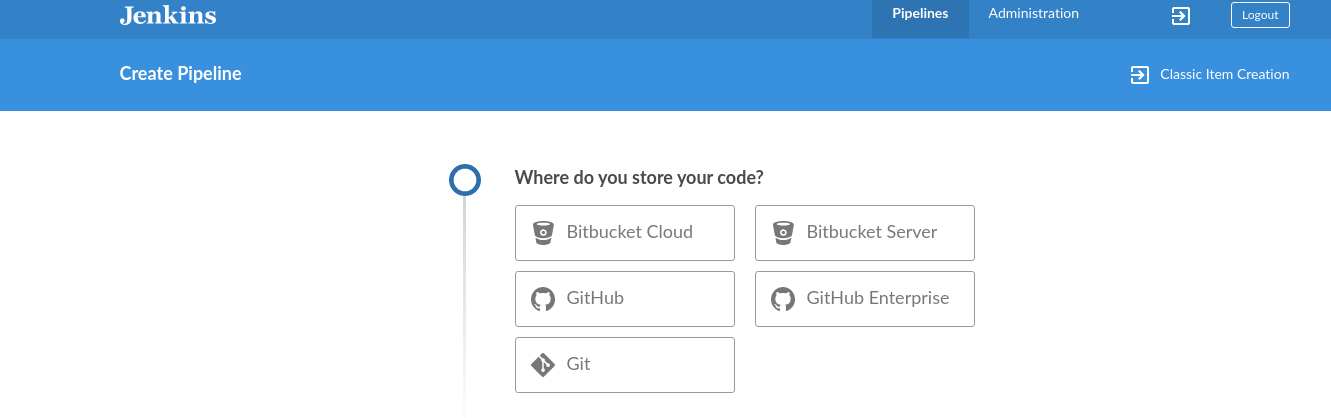 Jenkins
Pipelines
Administration
Logout
Create Pipeline
Classic Item Creation
Where do you store your code?
Bitbucket Cloud
Bitbucket Server
GitHub
GitHub Enterprise
Git